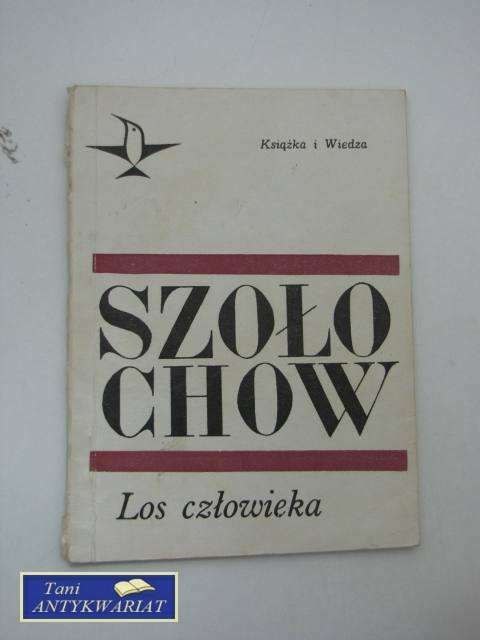 Książka i Wiedza
SZOŁO
CHOW
Los człowieka
Tani
ANTYKWARIAT